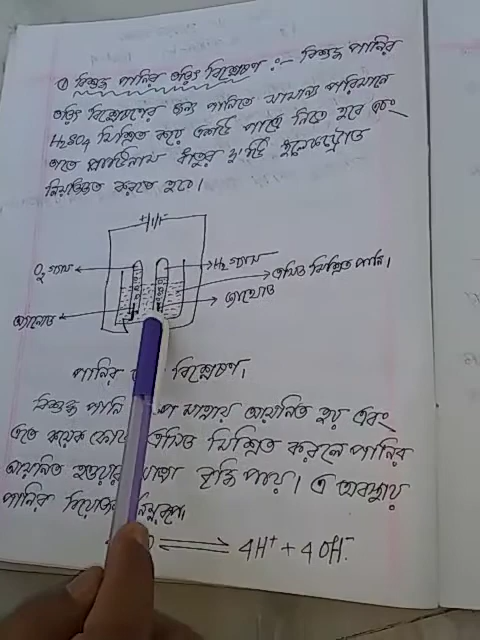 ① বিশুদ্ধ পানির তড়িৎ বিশ্লেষণ :- বিশুদ্ধ পানির
তড়িৎ বিশ্লেষণের জন্য পানিতে সামান্য পরিমানে
H₂SO₄ মিশ্রিত করে একটি পাত্রে নিতে হবে এবং
তাতে প্লাটিনাম ধাতুর দু'টি ইলেকট্রোড
নিমজ্জিত করতে হবে।
O₂ গ্যাস
H₂ গ্যাস
এসিড মিশ্রিত পানি।
ক্যাথোড
অ্যানোড
পানির বিশ্লেষণ।
বিশুদ্ধ পানি মাত্রায় আয়নিত হয় এবং
এতে কয়েক ফোটা এসিড মিশ্রিত করলে পানির
আয়নিত হওয়ার মাত্রা বৃদ্ধি পায়। এ অবস্থায়
পানির বিয়োজন নিম্নরূপ।
⇌ 4H⁺ + 4OH⁻.